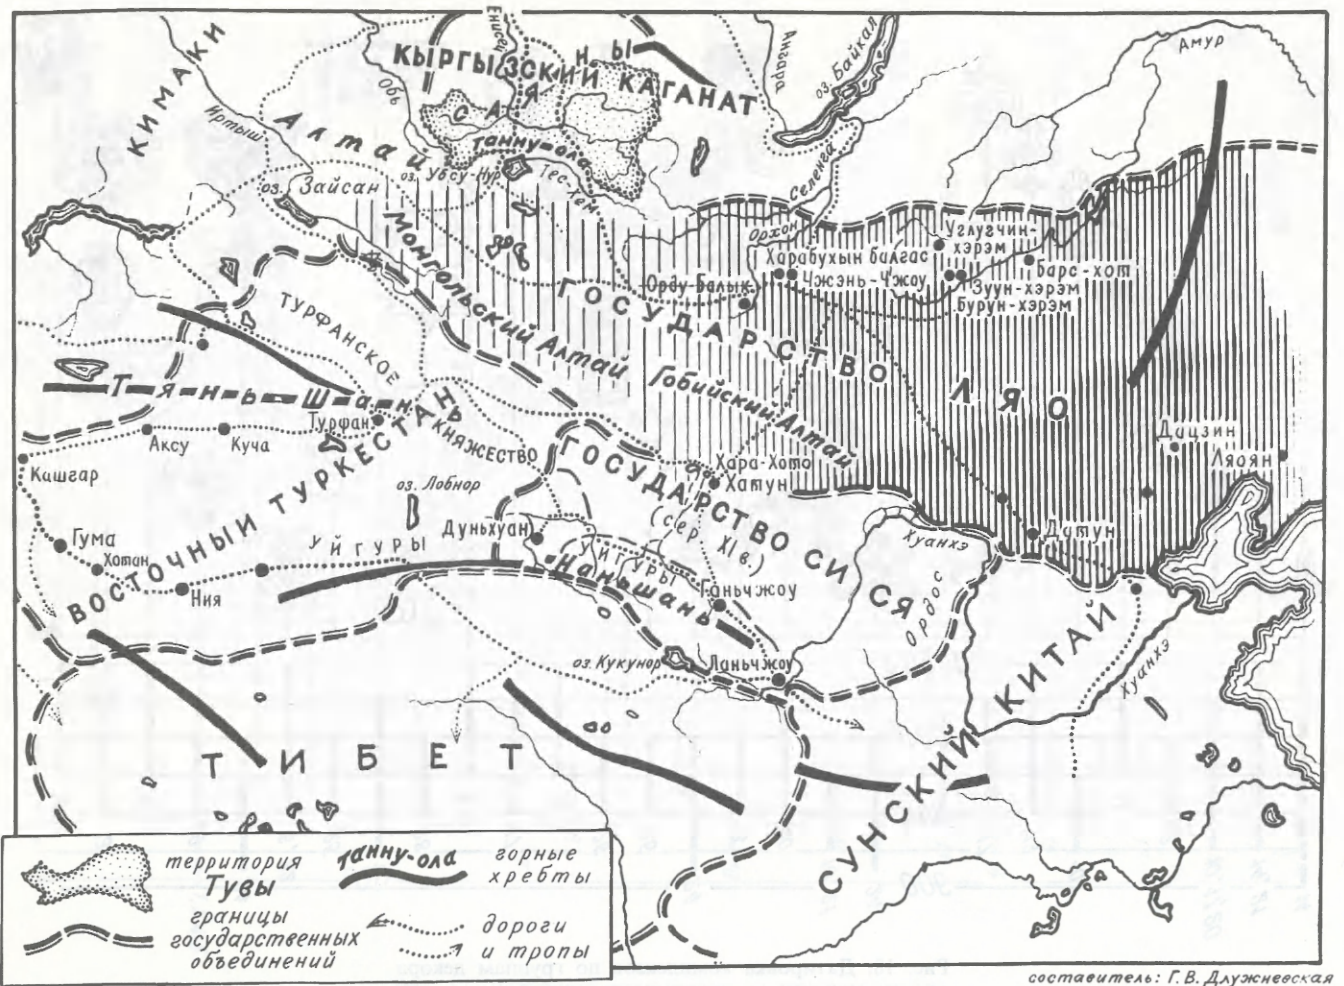 КИМАКИ
Енисей
КЫРГЫЗСКИЙ КАГАНАТ
САЯНЫ
Обь
Ангара
оз. Байкал
Амур
Иртыш
Алтай
Танну-ола
оз. Зайсан
оз. Убсу-Нур
Тес-Хем
Селенга
Орхон
Монгольский Алтай
Углугчин-
хэрэм
Харабухын балгас
Чжэнь-Чжоу
Орду-Балык
Барс-хот
Зуун-хэрэм
Бурун-хэрэм
ГОСУДАРСТВО
ЛЯО
ТУРФАНСКОЕ
КНЯЖЕСТВО
Тянь-Шань
Гобийский Алтай
Турфан
Аксу
Куча
Кашгар
ВОСТОЧНЫЙ ТУРКЕСТАН
Дацзин
Ляоян
Хара-Хото
Хатун
ГОСУДАРСТВО СИ
СЯ
(сер. XI в.)
оз. Лобнор
Дуньхуан
Гума
Хотан
Ния
УЙГУРЫ
УЙГУРЫ
Наньшань
Ганьчжоу
Хуанхэ
Датун
Ордос
оз. Кукунор
Ланьчжоу
Хуанхэ
ТИБЕТ
СУНСКИЙ КИТАЙ
территория
Тувы
Танну-ола
горные
хребты
границы
государственных
объединений
дороги
и тропы
составитель: Г. В. Длужневская